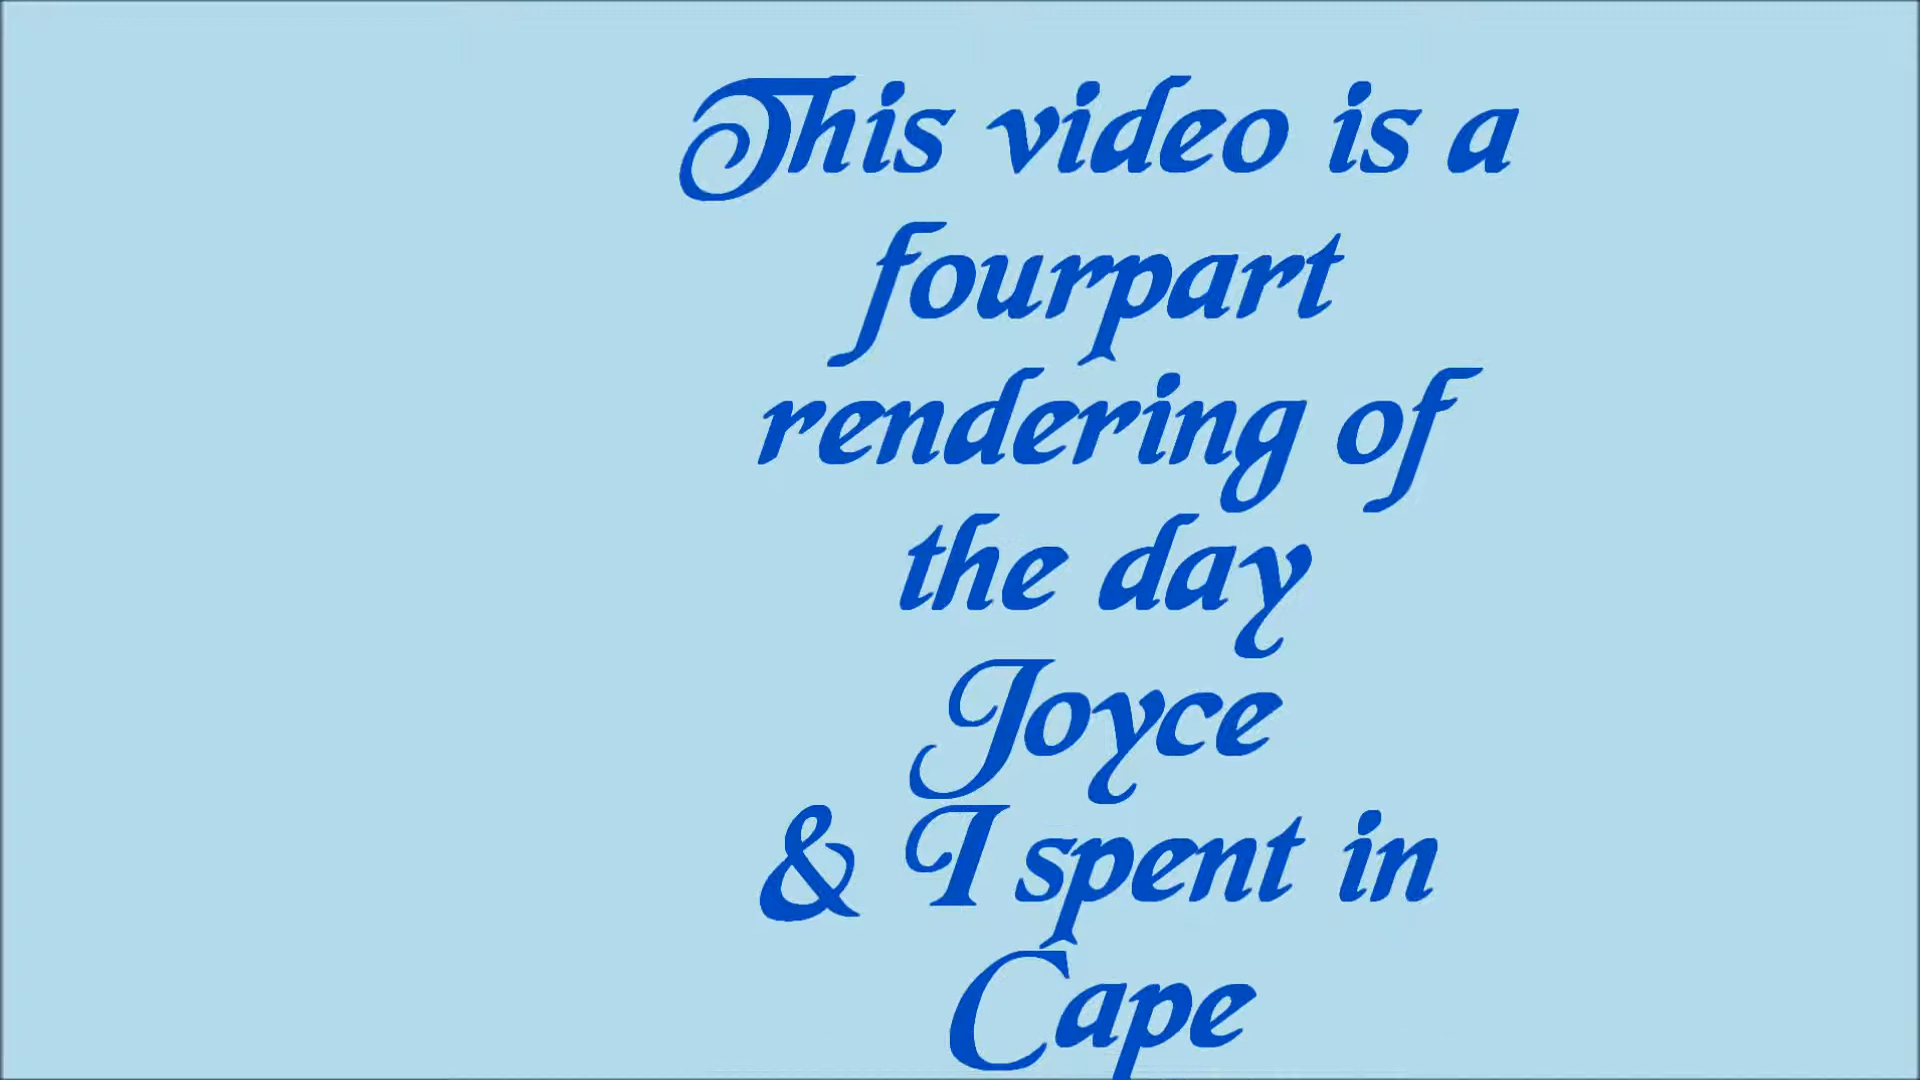 This video is a
fourpart
rendering of
the day
Joyce
& I spent in
Cape